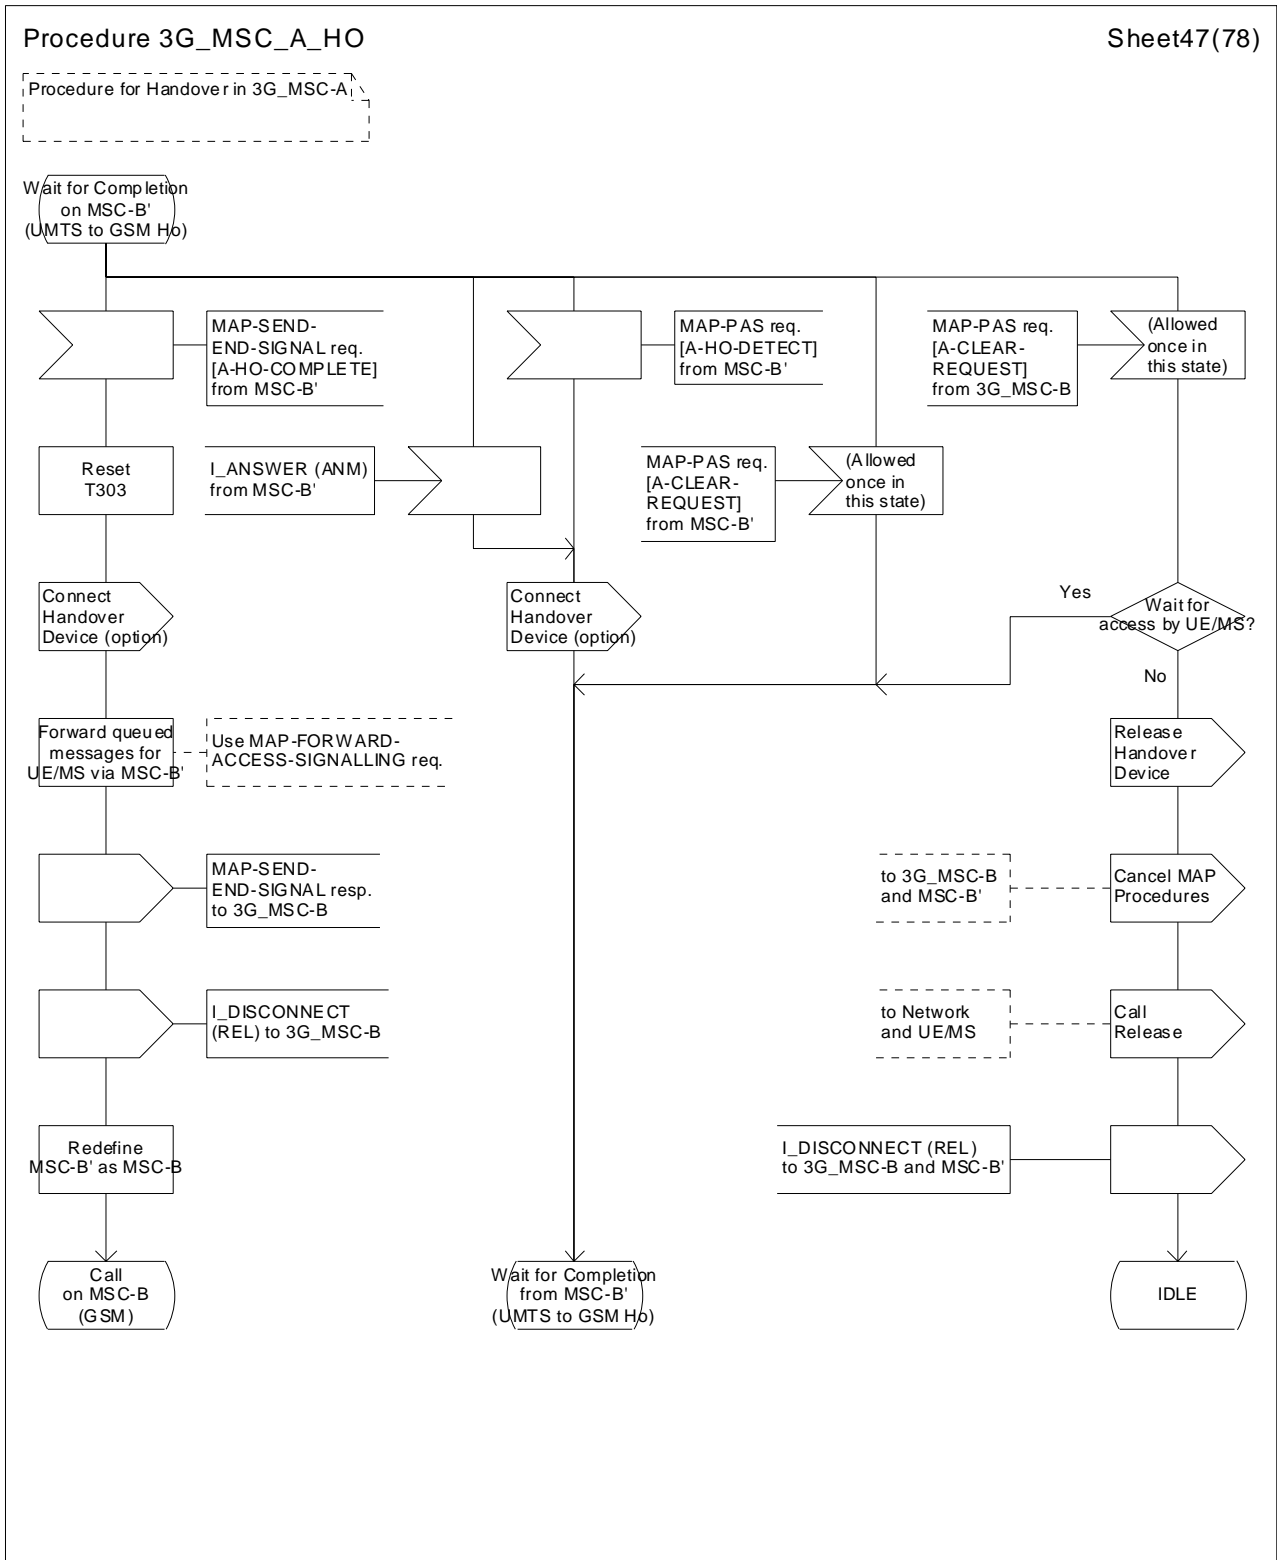 Procedure 3G_MSC_A_HO
Sheet47(78)
Procedure for Handover in 3G_MSC-A
Wait for Completion
on MSC-B'
(UMTS to GSM Ho)
MAP-SEND-
END-SIGNAL req.
[A-HO-COMPLETE]
from MSC-B'
MAP-PAS req.
[A-HO-DETECT]
from MSC-B'
MAP-PAS req.
[A-CLEAR-
REQUEST]
from 3G_MSC-B
(Allowed
once in
this state)
Reset
T303
I_ANSWER (ANM)
from MSC-B'
MAP-PAS req.
[A-CLEAR-
REQUEST]
from MSC-B'
(Allowed
once in
this state)
Connect
Handover
Device (option)
Connect
Handover
Device (option)
Yes
Wait for
access by UE/MS?
No
Forward queued
messages for
UE/MS via MSC-B'
Use MAP-FORWARD-
ACCESS-SIGNALLING req.
Release
Handover
Device
MAP-SEND-
END-SIGNAL resp.
to 3G_MSC-B
to 3G_MSC-B
and MSC-B'
Cancel MAP
Procedures
I_DISCONNECT
(REL) to 3G_MSC-B
to Network
and UE/MS
Call
Release
Redefine
MSC-B' as MSC-B
I_DISCONNECT (REL)
to 3G_MSC-B and MSC-B'
Call
on MSC-B
(GSM)
Wait for Completion
from MSC-B'
(UMTS to GSM Ho)
IDLE